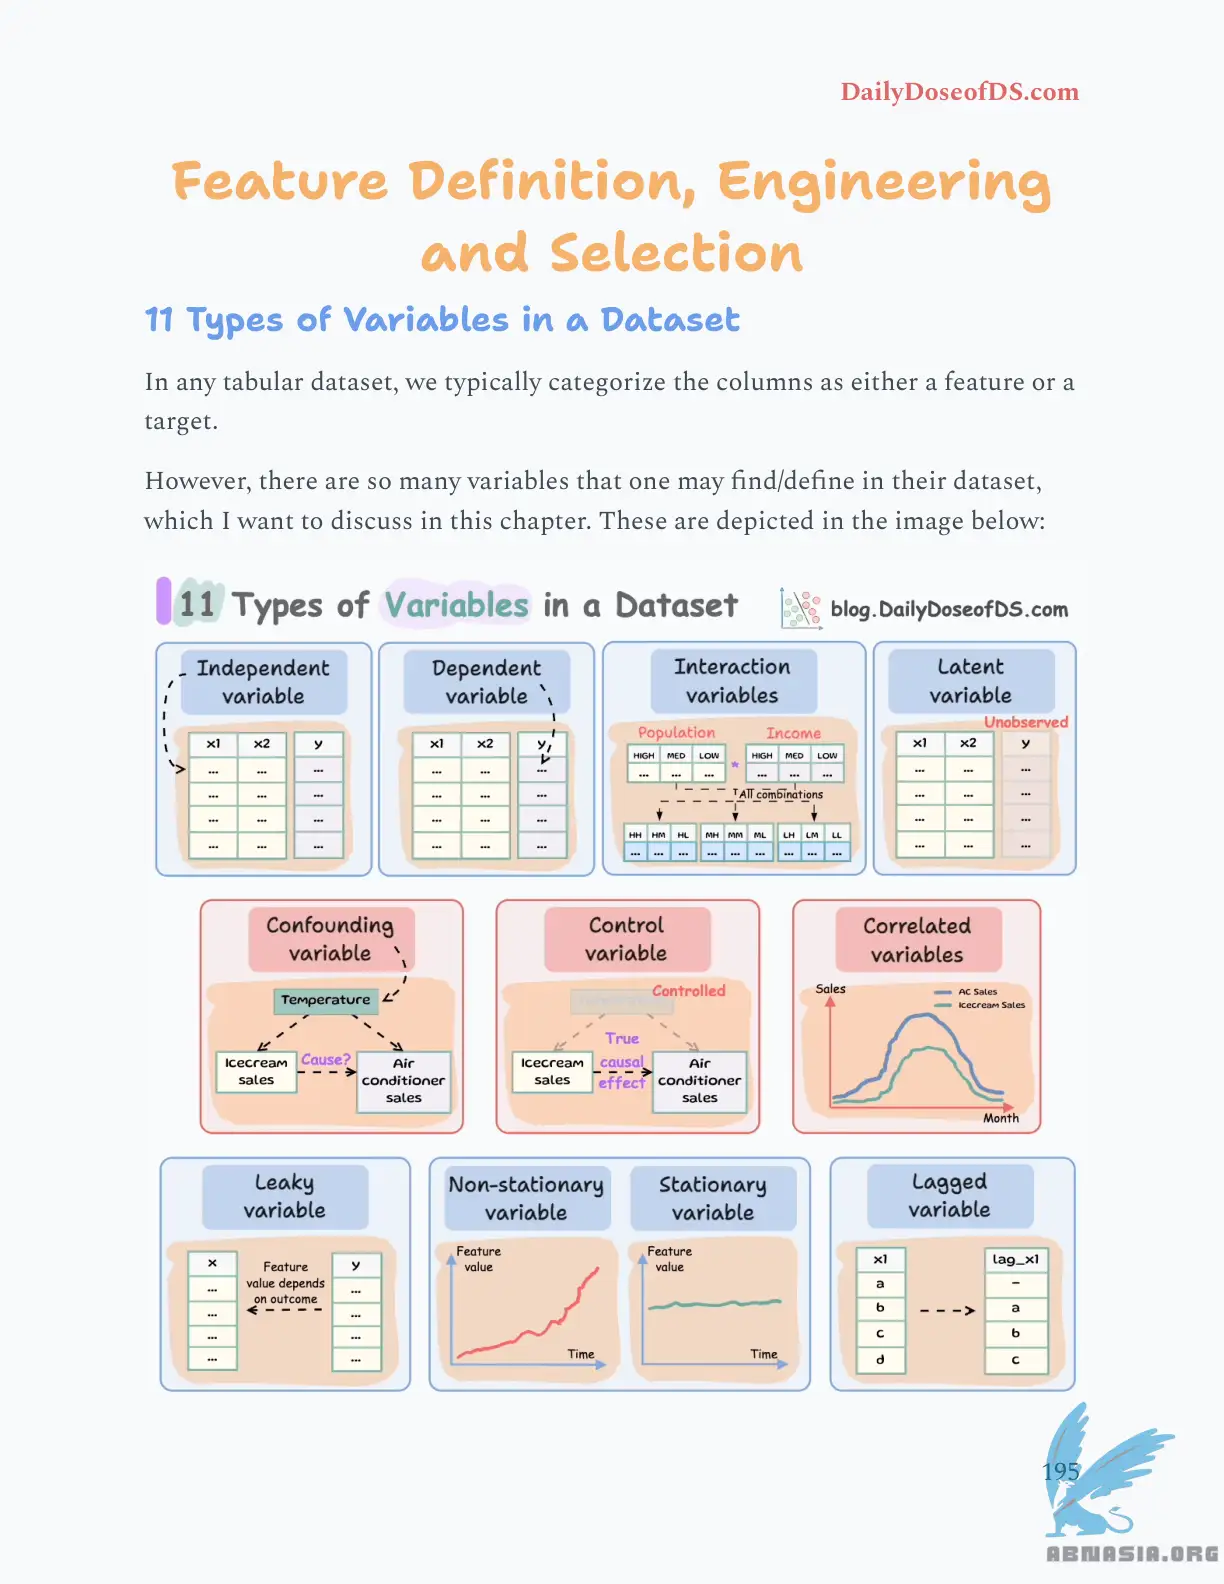 DailyDoseofDS.com
Feature Definition, Engineering
and Selection
11 Types of Variables in a Dataset
In any tabular dataset, we typically categorize the columns as either a feature or a
target.
However, there are so many variables that one may find/define in their dataset,
which I want to discuss in this chapter. These are depicted in the image below:
11 Types of Variables in a Dataset
blog.DailyDoseofDS.com
Independent
variable
x1 x2 y
... ... ...
... ... ...
... ... ...
... ... ...
Dependent
variable
x1 x2 y
... ... ...
... ... ...
... ... ...
... ... ...
Interaction
variables
Population Income
HIGH MED LOW * HIGH MED LOW
... ... ... ... ... ...
All combinations
HH HM HL MH MM ML LH LM LL
... ... ... ... ... ... ... ... ...
Latent
variable
Unobserved
x1 x2 y
... ... ...
... ... ...
... ... ...
... ... ...
Confounding
variable
Temperature
Icecream
sales
Cause?
Air
conditioner
sales
Control
variable
Controlled
Icecream
sales
True
causal
effect
Air
conditioner
sales
Correlated
variables
Sales
AC Sales
Icecream Sales
Month
Leaky
variable
x
...
...
...
...
Feature
value depends
on outcome
y
...
...
...
...
Non-stationary
variable
Feature
value
Time
Stationary
variable
Feature
value
Time
Lagged
variable
x1 lag_x1
a –
b a
c b
d c
195
ABNASIA.ORG